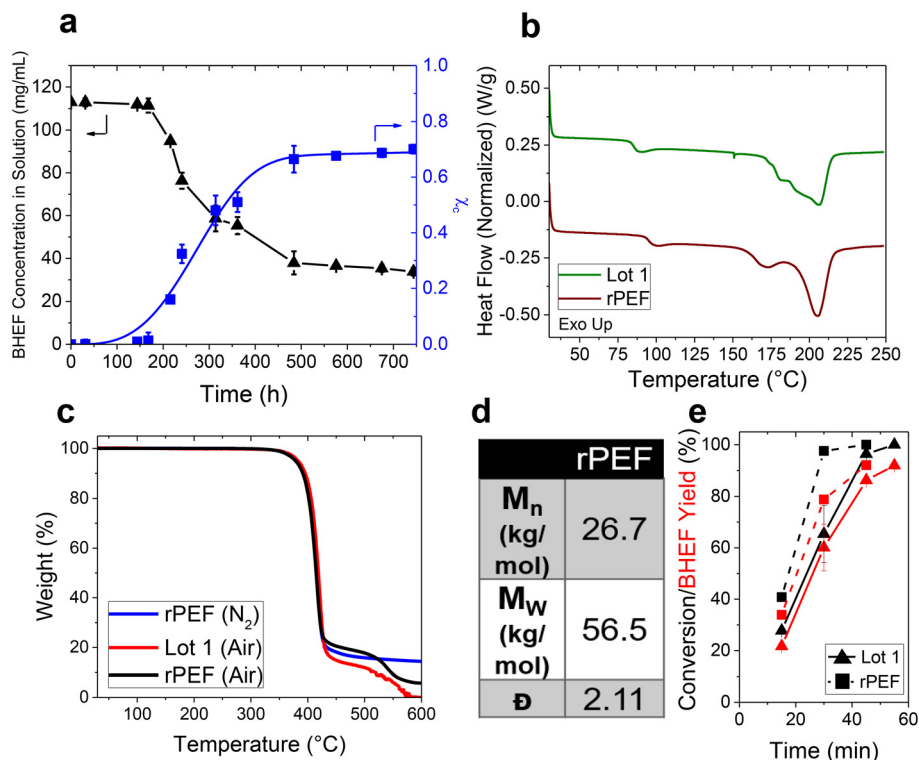 a
BHEF Concentration in Solution (mg/mL)
120
100
80
60
40
20
0
0 100 200 300 400 500 600 700
Time (h)
1.0
0.8
0.6
0.4
0.2
0.0
χc
b
Heat Flow (Normalized) (W/g)
0.50
0.25
0.00
-0.25
-0.50
Lot 1
rPEF
Exo Up
50 100 150 200 250
Temperature (°C)
c
Weight (%)
100
80
60
40
20
0
rPEF (N₂)
Lot 1 (Air)
rPEF (Air)
100 200 300 400 500 600
Temperature (°C)
d
rPEF
Mn
(kg/
mol)
26.7
MW
(kg/
mol)
56.5
Đ
2.11
e
Conversion/BHEF Yield (%)
100
80
60
40
20
0
Lot 1
rPEF
0 20 40 60
Time (min)